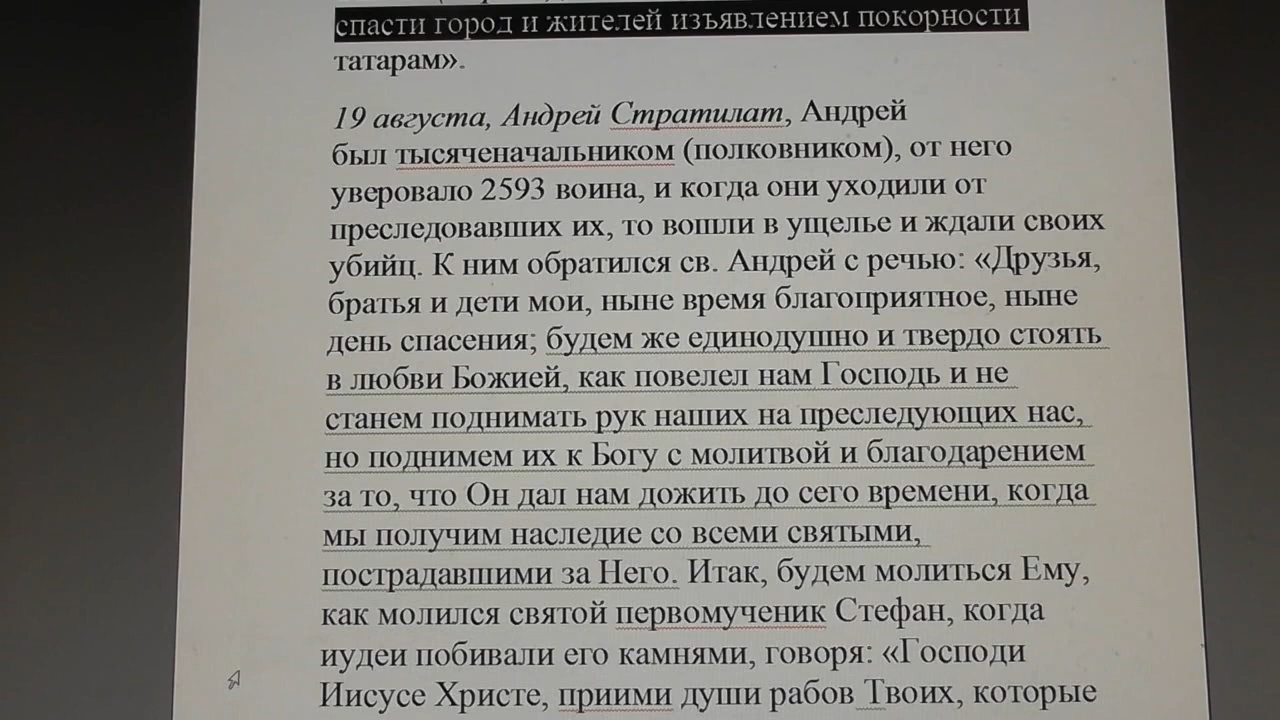 спасти город и жителей изъявлением покорности
татарам».
19 августа, Андрей Стратилат, Андрей
был тысяченачальником (полковником), от него
уверовало 2593 воина, и когда они уходили от
преследовавших их, то вошли в ущелье и ждали своих
убийц. К ним обратился св. Андрей с речью: «Друзья,
братья и дети мои, ныне время благоприятное, ныне
день спасения; будем же единодушно и твердо стоять
в любви Божией, как повелел нам Господь и не
станем поднимать рук наших на преследующих нас,
но поднимем их к Богу с молитвой и благодарением
за то, что Он дал нам дожить до сего времени, когда
мы получим наследие со всеми святыми,
пострадавшими за Него. Итак, будем молиться Ему,
как молился святой первомученик Стефан, когда
иудеи побивали его камнями, говоря: «Господи
Иисусе Христе, приими души рабов Твоих, которые